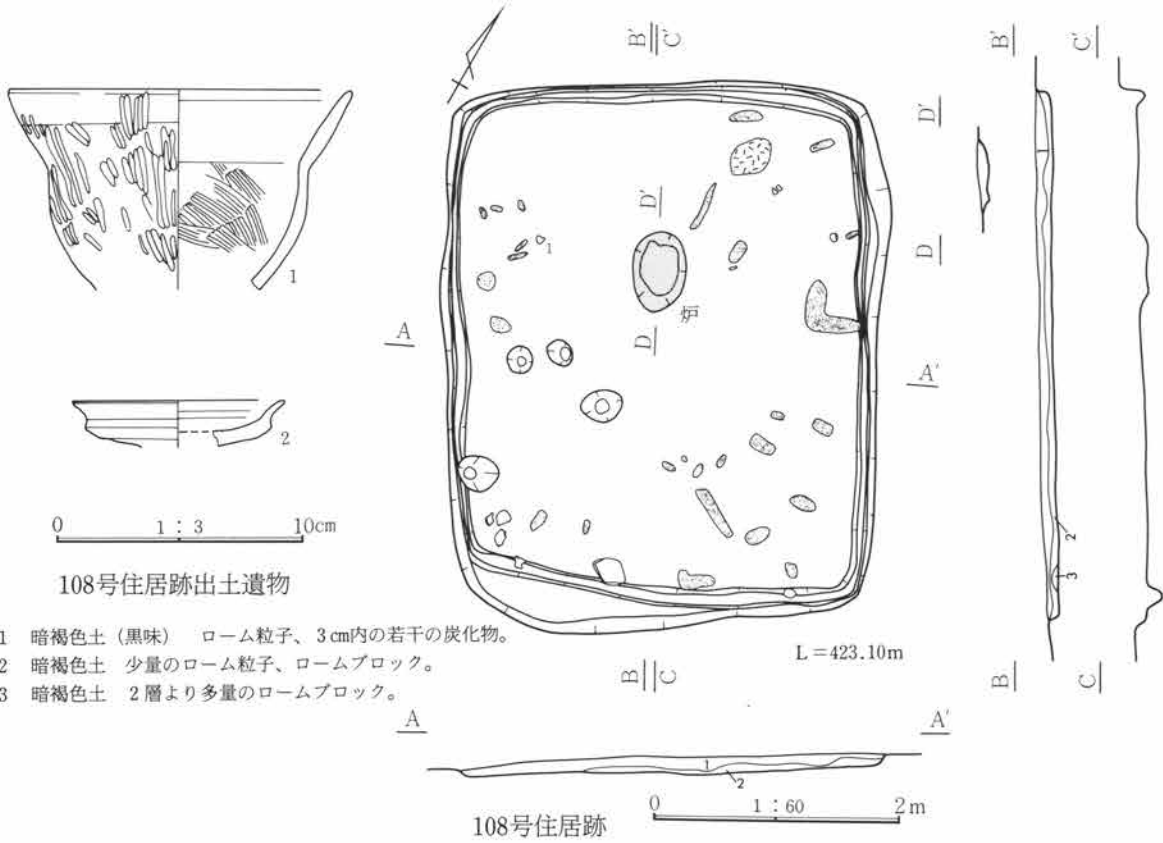 1
2
0 1：3 10cm
108号住居跡出土遺物
1 暗褐色土（黒味） ローム粒子、3cm内の若干の炭化物。
2 暗褐色土 少量のローム粒子、ロームブロック。
3 暗褐色土 2層より多量のロームブロック。
B′ C′
D′
1
炉
D
A
A′
B C
L＝423.10m
B′ C′
D′
D
2
3
B C
A A′
1
2
0 1：60 2m
108号住居跡